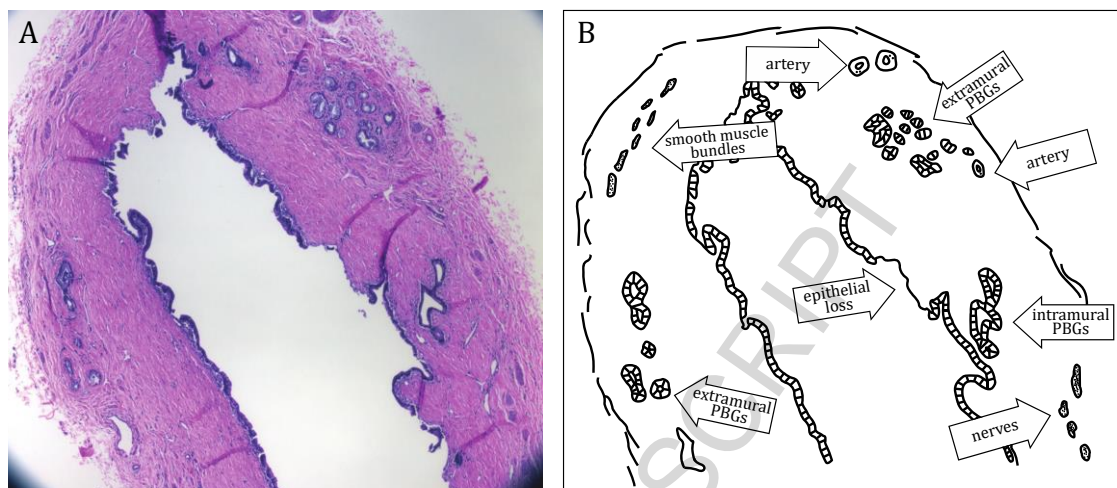 A
B
artery
extramural
PBGs
smooth muscle
bundles
artery
epithelial
loss
intramural
PBGs
extramural
PBGs
nerves
SCRIPT